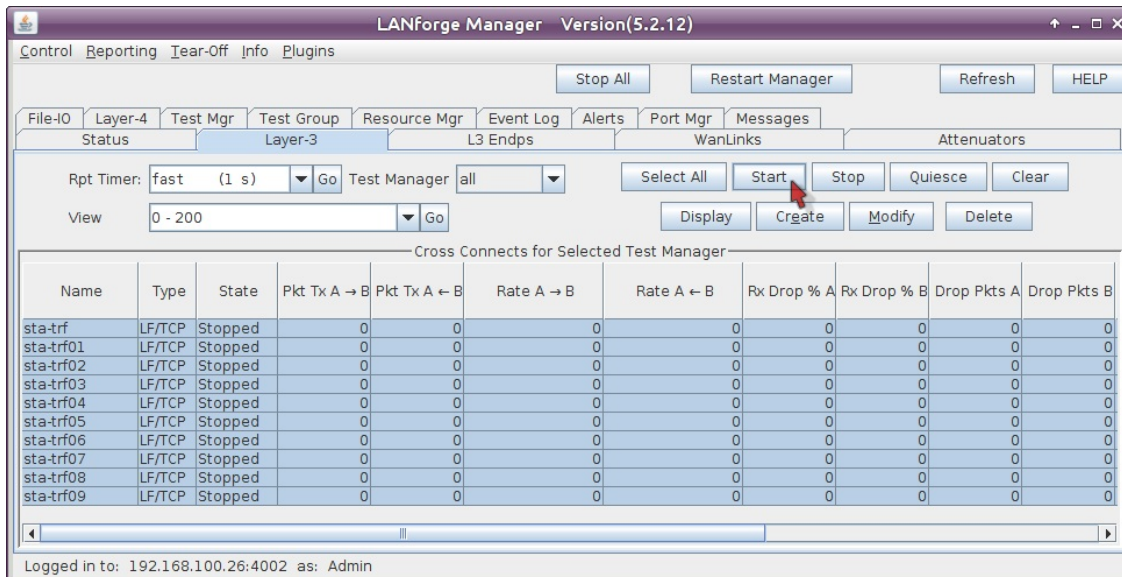 LANforge Manager Version(5.2.12)
Control Reporting Tear-Off Info Plugins
Stop All Restart Manager Refresh HELP
File-IO Layer-4 Test Mgr Test Group Resource Mgr Event Log Alerts Port Mgr Messages
Status Layer-3 L3 Endps WanLinks Attenuators
Rpt Timer: fast (1 s) Go Test Manager all Select All Start Stop Quiesce Clear
View 0 - 200 Go Display Create Modify Delete
Cross Connects for Selected Test Manager
Name Type State Pkt Tx A → B Pkt Tx A ← B Rate A → B Rate A ← B Rx Drop % A Rx Drop % B Drop Pkts A Drop Pkts B
sta-trf LF/TCP Stopped 0 0 0 0 0 0 0 0
sta-trf01 LF/TCP Stopped 0 0 0 0 0 0 0 0
sta-trf02 LF/TCP Stopped 0 0 0 0 0 0 0 0
sta-trf03 LF/TCP Stopped 0 0 0 0 0 0 0 0
sta-trf04 LF/TCP Stopped 0 0 0 0 0 0 0 0
sta-trf05 LF/TCP Stopped 0 0 0 0 0 0 0 0
sta-trf06 LF/TCP Stopped 0 0 0 0 0 0 0 0
sta-trf07 LF/TCP Stopped 0 0 0 0 0 0 0 0
sta-trf08 LF/TCP Stopped 0 0 0 0 0 0 0 0
sta-trf09 LF/TCP Stopped 0 0 0 0 0 0 0 0
Logged in to: 192.168.100.26:4002 as: Admin